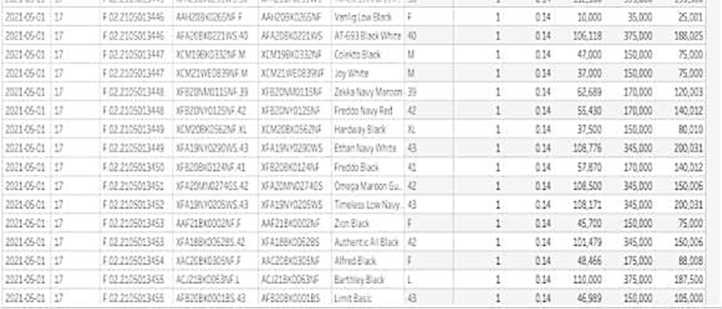 2021-05-01 17 F.02.2105013446 AAH20BK0265NF.F AAH20BK0265NF Vanlig Low Black F 1 0.14 10,000 35,000 25,001
2021-05-01 17 F.02.2105013446 AFA20BK0221WS.40 AFA20BK0221WS AT-693 Black White 40 1 0.14 106,118 375,000 188,025
2021-05-01 17 F.02.2105013447 XCM19BK0332NF.M XCM19BK0332NF Colekto Black M 1 0.14 47,000 150,000 75,000
2021-05-01 17 F.02.2105013447 XCM21WE0839NF.M XCM21WE0839NF Joy White M 1 0.14 37,000 150,000 75,000
2021-05-01 17 F.02.2105013448 XFB20NM0115NF.39 XFB20NM0115NF Zekka Navy Maroon 39 1 0.14 62,689 170,000 120,003
2021-05-01 17 F.02.2105013448 XFB20NY0125NF.42 XFB20NY0125NF Freddo Navy Red 42 1 0.14 55,430 170,000 140,012
2021-05-01 17 F.02.2105013449 XCM20BK0562NF.XL XCM20BK0562NF Hardway Black XL 1 0.14 37,500 150,000 80,010
2021-05-01 17 F.02.2105013449 XFA19NY0290WS.43 XFA19NY0290WS Ethan Navy White 43 1 0.14 108,776 345,000 200,031
2021-05-01 17 F.02.2105013450 XFB20BK0124NF.41 XFB20BK0124NF Freddo Black 41 1 0.14 57,870 170,000 140,012
2021-05-01 17 F.02.2105013451 XFA20MN0274GS.42 XFA20MN0274GS Omega Maroon Gu.. 42 1 0.14 108,500 345,000 150,006
2021-05-01 17 F.02.2105013452 XFA19NY0205WS.43 XFA19NY0205WS Timeless Low Navy.. 43 1 0.14 108,171 345,000 200,031
2021-05-01 17 F.02.2105013453 AAF21BK0002NF.F AAF21BK0002NF Zion Black F 1 0.14 45,700 150,000 75,000
2021-05-01 17 F.02.2105013453 XFA18BK0062BS.42 XFA18BK0062BS Authentic All Black 42 1 0.14 101,479 345,000 150,006
2021-05-01 17 F.02.2105013454 XAC20BK0305NF.F XAC20BK0305NF Alfred Black F 1 0.14 48,466 175,000 88,008
2021-05-01 17 F.02.2105013455 ACJ21BK0063NF.L ACJ21BK0063NF Barthley Black L 1 0.14 110,000 375,000 187,500
2021-05-01 17 F.02.2105013455 AFB20BK0001BS.43 AFB20BK0001BS Limit Basic 43 1 0.14 46,989 150,000 105,000